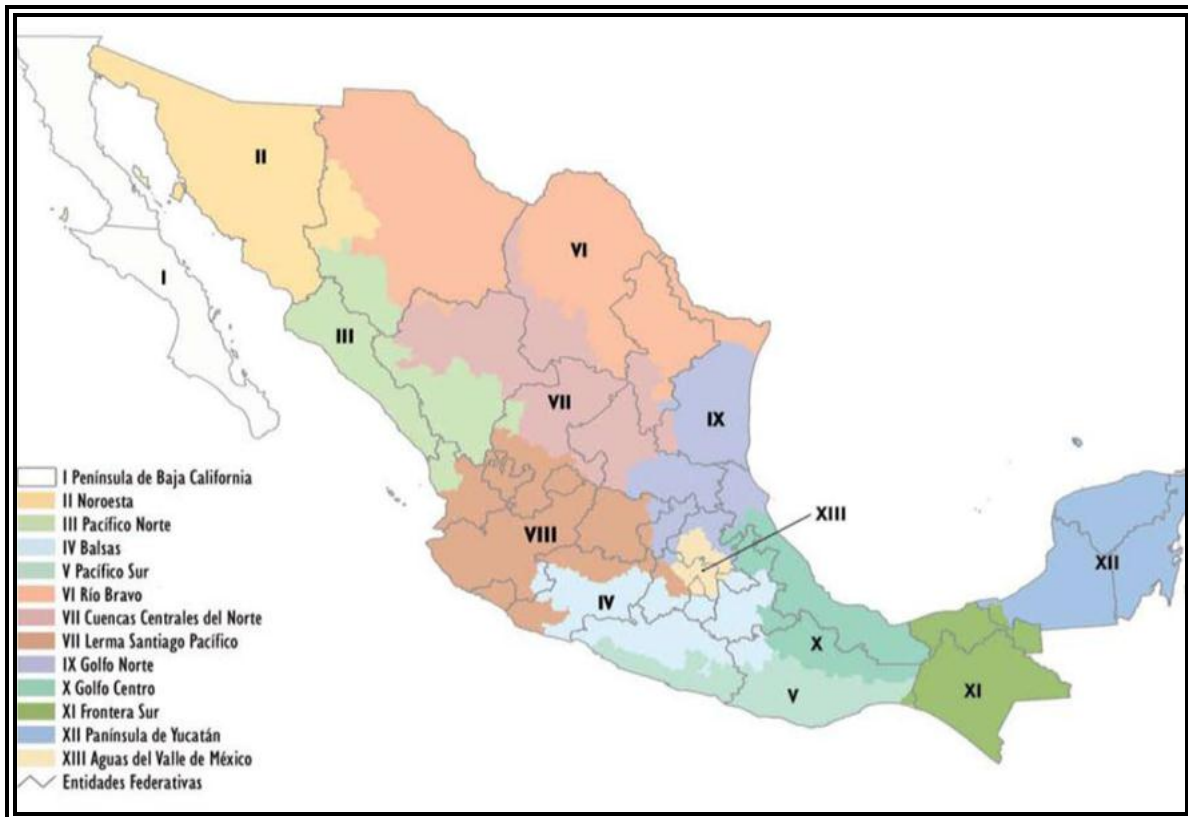 II
VI
I
III
VII
IX
XIII
VIII
XII
IV
X
V
XI
I Península de Baja California
II Noroesta
III Pacífico Norte
IV Balsas
V Pacífico Sur
VI Río Bravo
VII Cuencas Centrales del Norte
VII Lerma Santiago Pacífico
IX Golfo Norte
X Golfo Centro
XI Frontera Sur
XII Panínsula de Yucatán
XIII Aguas del Valle de México
Entidades Federativas